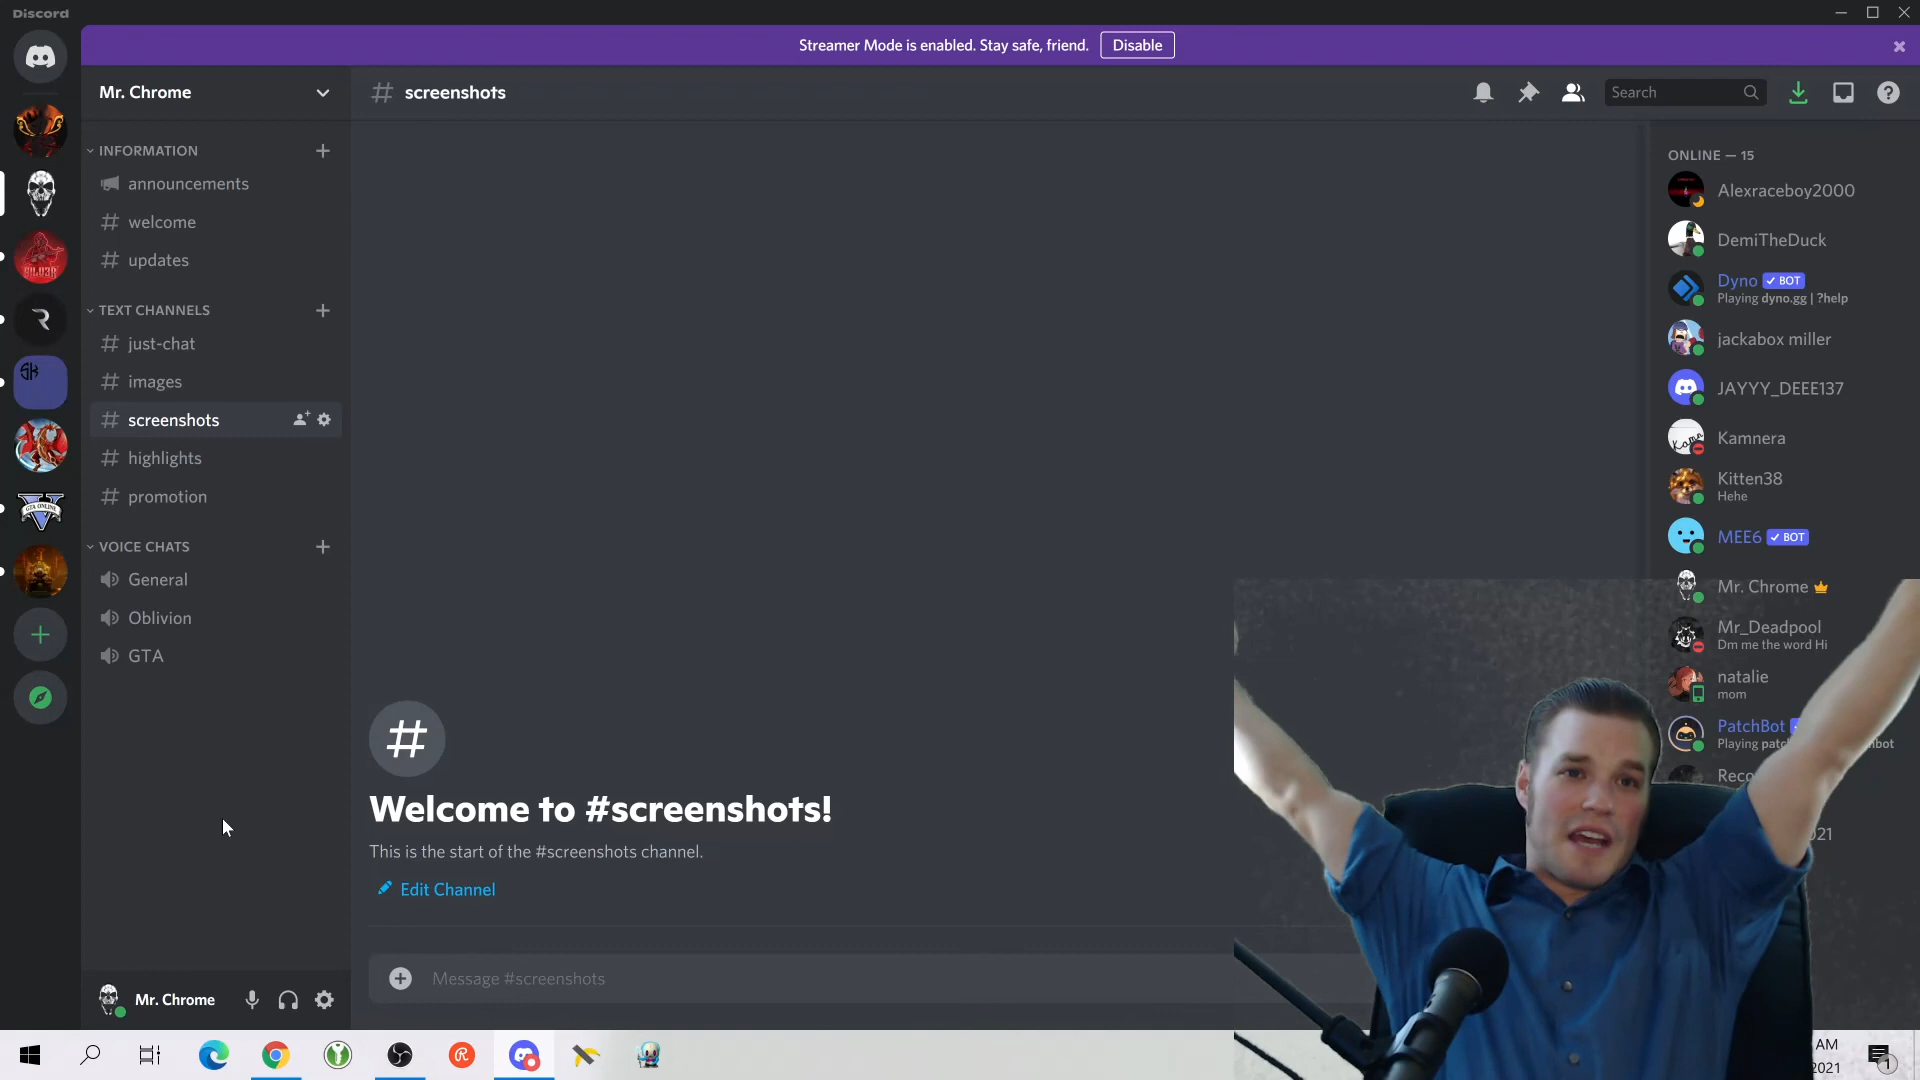 Discord
Streamer Mode is enabled. Stay safe, friend. Disable
Mr. Chrome
screenshots
Search
INFORMATION
announcements
welcome
updates
TEXT CHANNELS
just-chat
images
screenshots
highlights
promotion
VOICE CHATS
General
Oblivion
GTA
Welcome to #screenshots!
This is the start of the #screenshots channel.
Edit Channel
Message #screenshots
Mr. Chrome
ONLINE — 15
Alexraceboy2000
DemiTheDuck
Dyno BOT
Playing dyno.gg | ?help
jackabox miller
JAYYY_DEEE137
Kamnera
Kitten38
Hehe
MEE6 BOT
Mr. Chrome
Mr_Deadpool
Dm me the word Hi
natalie
mom
PatchBot
Playing
AM
2021
1